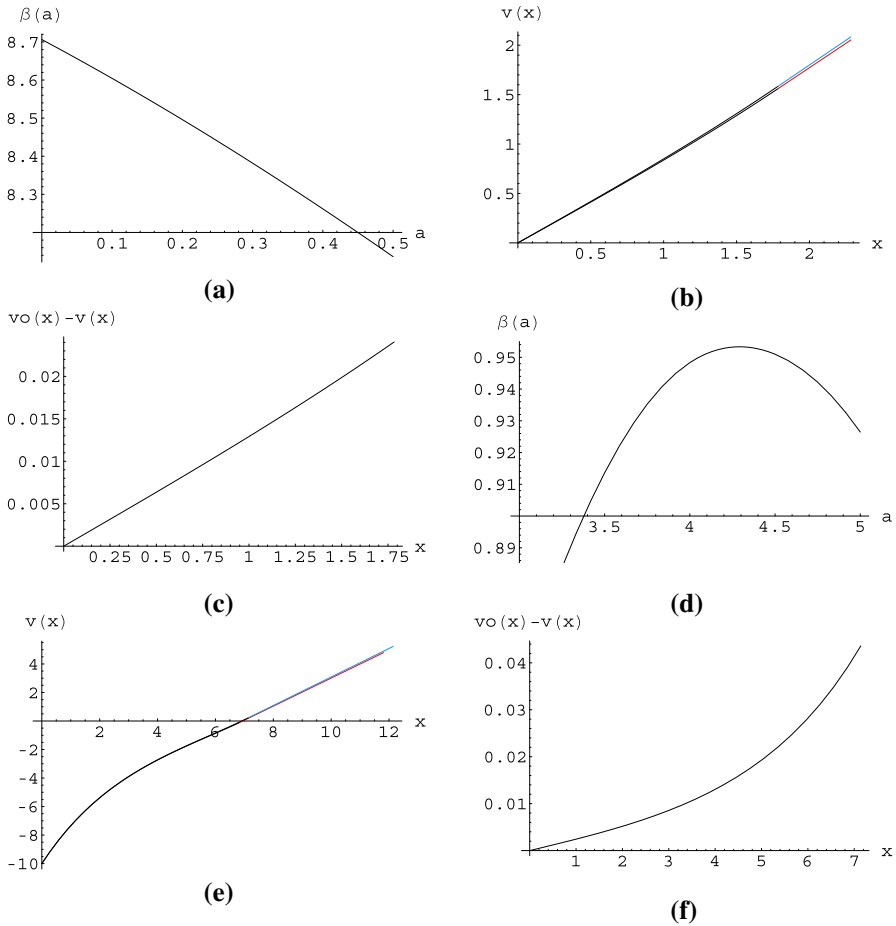 β(a)
8.7
8.6
8.5
8.4
8.3
0.1 0.2 0.3 0.4 0.5 a
(a)
v(x)
2
1.5
1
0.5
0.5 1 1.5 2 x
(b)
vo(x)-v(x)
0.02
0.015
0.01
0.005
0.25 0.5 0.75 1 1.25 1.5 1.75 x
(c)
β(a)
0.95
0.94
0.93
0.92
0.91
0.89
3.5 4 4.5 5 a
(d)
v(x)
4
2
2 4 6 8 10 12 x
-2
-4
-6
-8
-10
(e)
vo(x)-v(x)
0.04
0.03
0.02
0.01
1 2 3 4 5 6 7 x
(f)